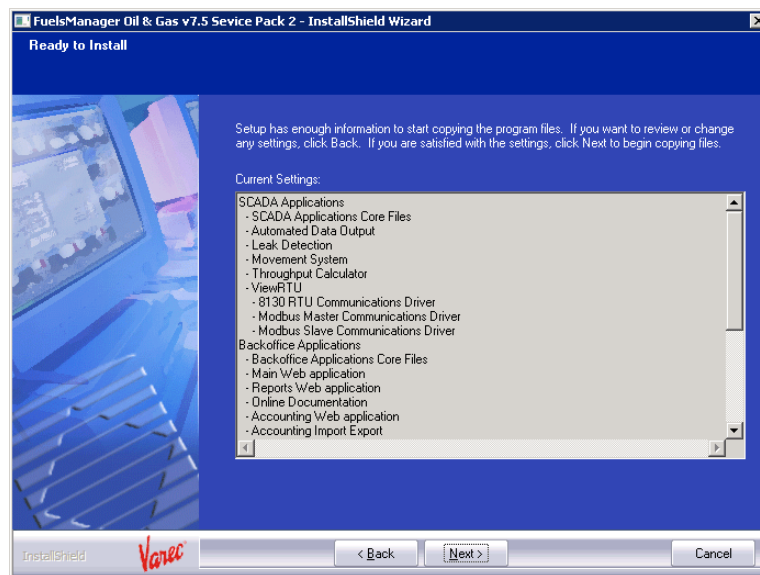 FuelsManager Oil & Gas v7.5 Sevice Pack 2 - InstallShield Wizard
Ready to Install
Setup has enough information to start copying the program files. If you want to review or change
any settings, click Back. If you are satisfied with the settings, click Next to begin copying files.
Current Settings:
SCADA Applications
- SCADA Applications Core Files
- Automated Data Output
- Leak Detection
- Movement System
- Throughput Calculator
- ViewRTU
- 8130 RTU Communications Driver
- Modbus Master Communications Driver
- Modbus Slave Communications Driver
Backoffice Applications
- Backoffice Applications Core Files
- Main Web application
- Reports Web application
- Online Documentation
- Accounting Web application
- Accounting Import Export
InstallShield
Varec
< Back
Next >
Cancel